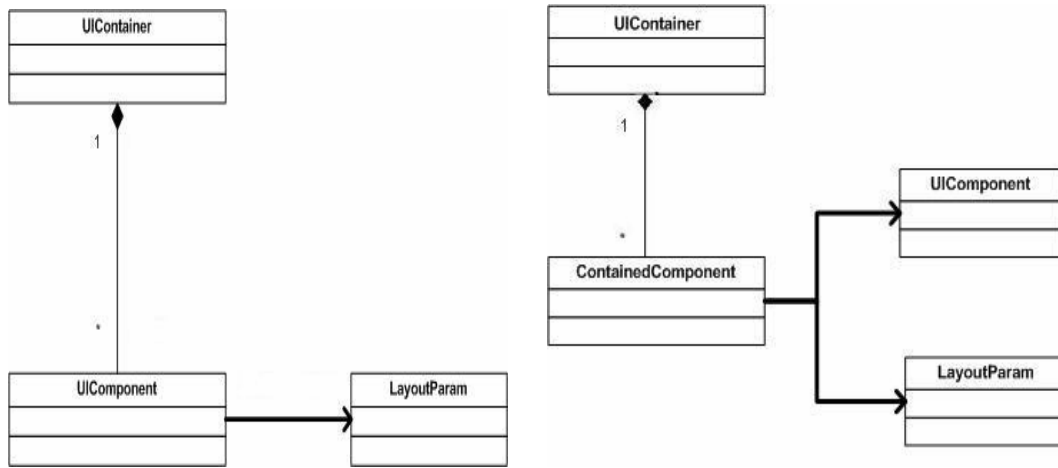 UIContainer
1
*
UIComponent
LayoutParam
UIContainer
1
*
ContainedComponent
UIComponent
LayoutParam